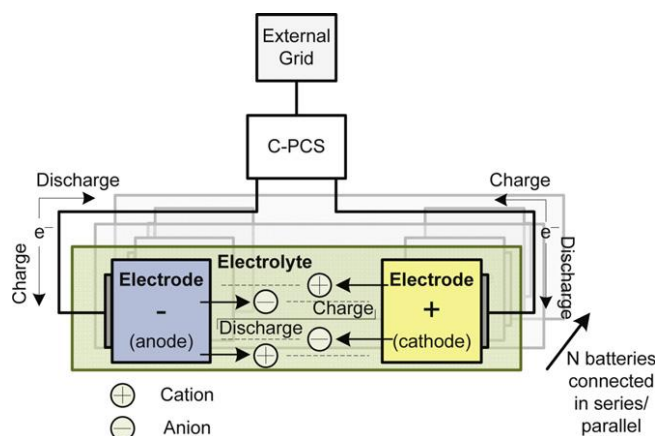 External
Grid
C-PCS
Discharge
Charge
e⁻
e⁻
Charge
Discharge
Electrolyte
Electrode
-
(anode)
+
−
Charge
Discharge
−
+
Electrode
+
(cathode)
N batteries
connected
in series/
parallel
+ Cation
− Anion